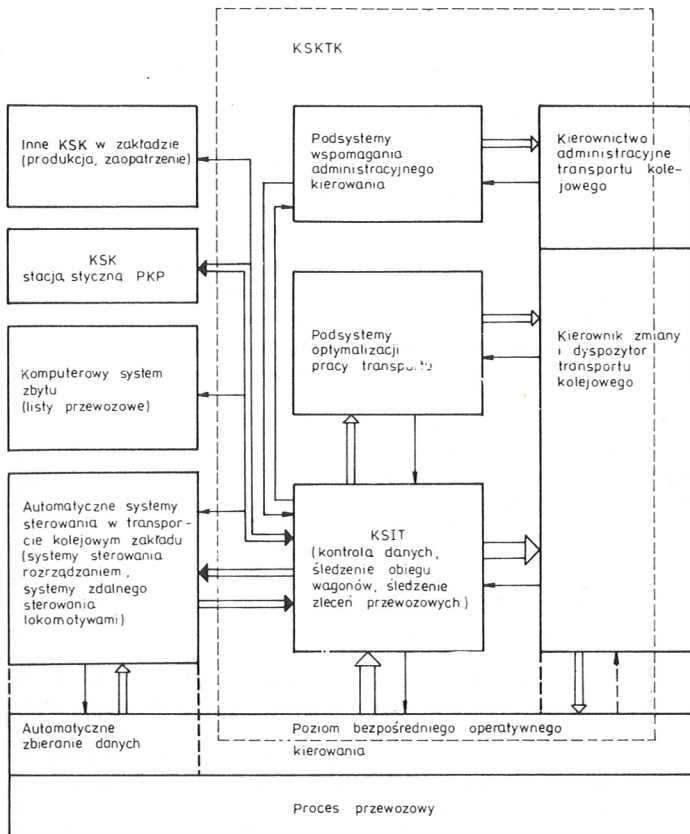 KSKTK
Inne KSK w zakładzie
(produkcja, zaopatrzenie)
Podsystemy
wspomagania
administracyjnego
kierowania
Kierownictwo
administracyjne
transportu kole-
jowego
KSK
stacja styczna PKP
Komputerowy system
zbytu
(listy przewozowe)
Podsystemy
optymalizacji
pracy transportu
Kierownik zmiany
i dyspozytor
transportu
kolejowego
Automatyczne systemy
sterowania w transpor-
cie kolejowym zakładu
(systemy sterowania
rozrządzaniem,
systemy zdalnego
sterowania
lokomotywami)
KSIT
(kontrola danych,
śledzenie obiegu
wagonów, śledzenie
zleceń przewozowych)
Automatyczne
zbieranie danych
Poziom bezpośredniego operatywnego
kierowania
Proces przewozowy